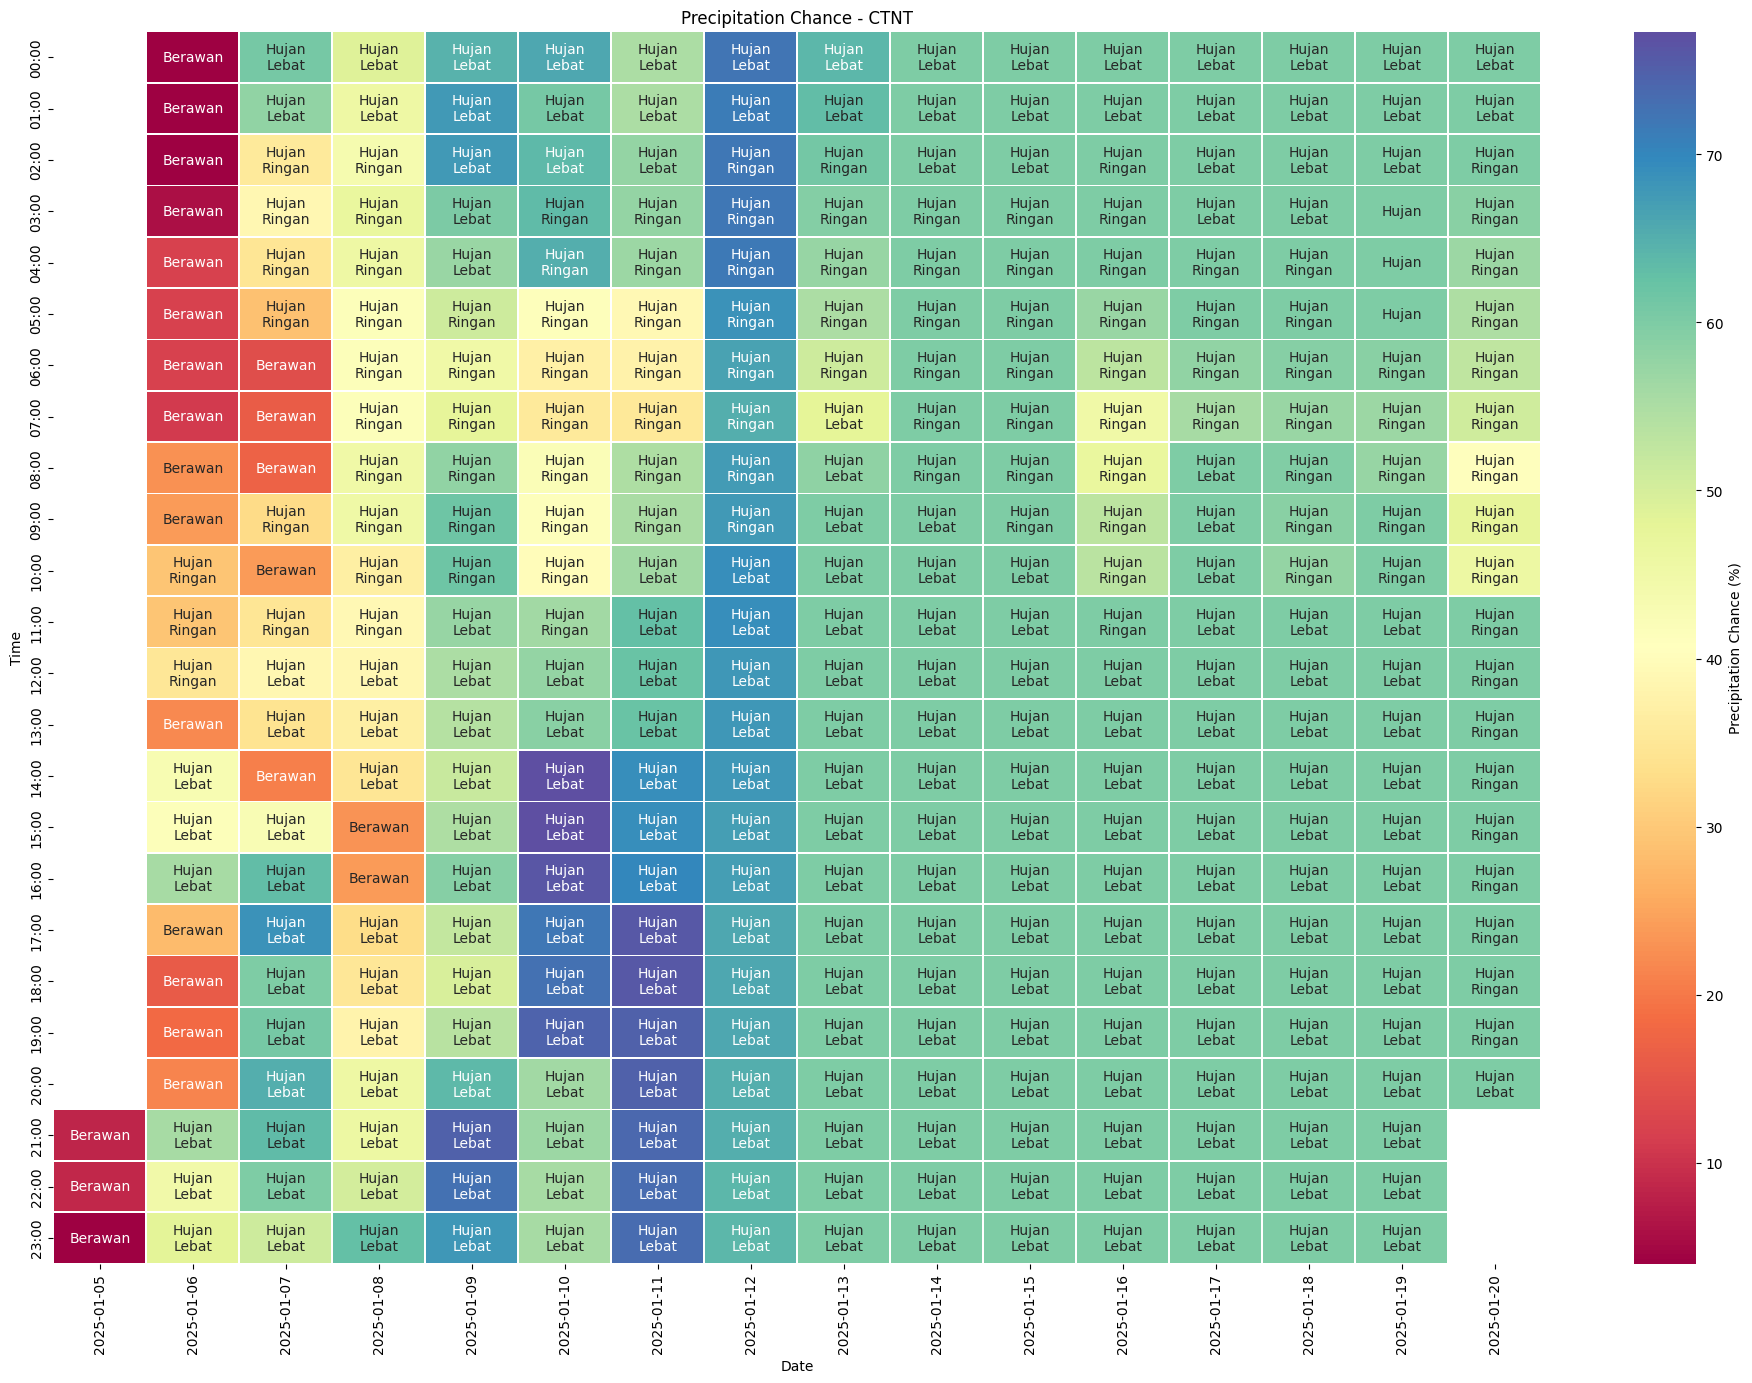 Precipitation Chance - CTNT
Time
00:00 Berawan Hujan Lebat Hujan Lebat Hujan Lebat Hujan Lebat Hujan Lebat Hujan Lebat Hujan Lebat Hujan Lebat Hujan Lebat Hujan Lebat Hujan Lebat Hujan Lebat Hujan Lebat Hujan Lebat
01:00 Berawan Hujan Lebat Hujan Lebat Hujan Lebat Hujan Lebat Hujan Lebat Hujan Lebat Hujan Lebat Hujan Lebat Hujan Lebat Hujan Lebat Hujan Lebat Hujan Lebat Hujan Lebat Hujan Lebat
02:00 Berawan Hujan Ringan Hujan Ringan Hujan Lebat Hujan Lebat Hujan Lebat Hujan Ringan Hujan Ringan Hujan Lebat Hujan Lebat Hujan Ringan Hujan Lebat Hujan Lebat Hujan Lebat Hujan Ringan
03:00 Berawan Hujan Ringan Hujan Ringan Hujan Lebat Hujan Ringan Hujan Ringan Hujan Ringan Hujan Ringan Hujan Ringan Hujan Ringan Hujan Ringan Hujan Lebat Hujan Lebat Hujan Hujan Ringan
04:00 Berawan Hujan Ringan Hujan Ringan Hujan Lebat Hujan Ringan Hujan Ringan Hujan Ringan Hujan Ringan Hujan Ringan Hujan Ringan Hujan Ringan Hujan Ringan Hujan Ringan Hujan Hujan Ringan
05:00 Berawan Hujan Ringan Hujan Ringan Hujan Ringan Hujan Ringan Hujan Ringan Hujan Ringan Hujan Ringan Hujan Ringan Hujan Ringan Hujan Ringan Hujan Ringan Hujan Ringan Hujan Hujan Ringan
06:00 Berawan Berawan Hujan Ringan Hujan Ringan Hujan Ringan Hujan Ringan Hujan Ringan Hujan Ringan Hujan Ringan Hujan Ringan Hujan Ringan Hujan Ringan Hujan Ringan Hujan Ringan Hujan Ringan
07:00 Berawan Berawan Hujan Ringan Hujan Ringan Hujan Ringan Hujan Ringan Hujan Ringan Hujan Lebat Hujan Ringan Hujan Ringan Hujan Ringan Hujan Ringan Hujan Ringan Hujan Ringan Hujan Ringan
08:00 Berawan Berawan Hujan Ringan Hujan Ringan Hujan Ringan Hujan Ringan Hujan Ringan Hujan Lebat Hujan Ringan Hujan Ringan Hujan Ringan Hujan Lebat Hujan Ringan Hujan Ringan Hujan Ringan
09:00 Berawan Hujan Ringan Hujan Ringan Hujan Ringan Hujan Ringan Hujan Ringan Hujan Ringan Hujan Lebat Hujan Lebat Hujan Ringan Hujan Ringan Hujan Lebat Hujan Ringan Hujan Ringan Hujan Ringan
10:00 Hujan Ringan Berawan Hujan Ringan Hujan Ringan Hujan Ringan Hujan Lebat Hujan Lebat Hujan Lebat Hujan Lebat Hujan Lebat Hujan Ringan Hujan Lebat Hujan Ringan Hujan Ringan Hujan Ringan
11:00 Hujan Ringan Hujan Ringan Hujan Ringan Hujan Lebat Hujan Ringan Hujan Lebat Hujan Lebat Hujan Lebat Hujan Lebat Hujan Lebat Hujan Ringan Hujan Lebat Hujan Lebat Hujan Lebat Hujan Ringan
12:00 Hujan Ringan Hujan Lebat Hujan Lebat Hujan Lebat Hujan Lebat Hujan Lebat Hujan Lebat Hujan Lebat Hujan Lebat Hujan Lebat Hujan Lebat Hujan Lebat Hujan Lebat Hujan Lebat Hujan Ringan
13:00 Berawan Hujan Lebat Hujan Lebat Hujan Lebat Hujan Lebat Hujan Lebat Hujan Lebat Hujan Lebat Hujan Lebat Hujan Lebat Hujan Lebat Hujan Lebat Hujan Lebat Hujan Lebat Hujan Ringan
14:00 Hujan Lebat Berawan Hujan Lebat Hujan Lebat Hujan Lebat Hujan Lebat Hujan Lebat Hujan Lebat Hujan Lebat Hujan Lebat Hujan Lebat Hujan Lebat Hujan Lebat Hujan Lebat Hujan Ringan
15:00 Hujan Lebat Hujan Lebat Berawan Hujan Lebat Hujan Lebat Hujan Lebat Hujan Lebat Hujan Lebat Hujan Lebat Hujan Lebat Hujan Lebat Hujan Lebat Hujan Lebat Hujan Lebat Hujan Ringan
16:00 Hujan Lebat Hujan Lebat Berawan Hujan Lebat Hujan Lebat Hujan Lebat Hujan Lebat Hujan Lebat Hujan Lebat Hujan Lebat Hujan Lebat Hujan Lebat Hujan Lebat Hujan Lebat Hujan Ringan
17:00 Berawan Hujan Lebat Hujan Lebat Hujan Lebat Hujan Lebat Hujan Lebat Hujan Lebat Hujan Lebat Hujan Lebat Hujan Lebat Hujan Lebat Hujan Lebat Hujan Lebat Hujan Lebat Hujan Ringan
18:00 Berawan Hujan Lebat Hujan Lebat Hujan Lebat Hujan Lebat Hujan Lebat Hujan Lebat Hujan Lebat Hujan Lebat Hujan Lebat Hujan Lebat Hujan Lebat Hujan Lebat Hujan Lebat Hujan Ringan
19:00 Berawan Hujan Lebat Hujan Lebat Hujan Lebat Hujan Lebat Hujan Lebat Hujan Lebat Hujan Lebat Hujan Lebat Hujan Lebat Hujan Lebat Hujan Lebat Hujan Lebat Hujan Lebat Hujan Ringan
20:00 Berawan Hujan Lebat Hujan Lebat Hujan Lebat Hujan Lebat Hujan Lebat Hujan Lebat Hujan Lebat Hujan Lebat Hujan Lebat Hujan Lebat Hujan Lebat Hujan Lebat Hujan Lebat Hujan Lebat
21:00 Berawan Hujan Lebat Hujan Lebat Hujan Lebat Hujan Lebat Hujan Lebat Hujan Lebat Hujan Lebat Hujan Lebat Hujan Lebat Hujan Lebat Hujan Lebat Hujan Lebat Hujan Lebat Hujan Lebat
22:00 Berawan Hujan Lebat Hujan Lebat Hujan Lebat Hujan Lebat Hujan Lebat Hujan Lebat Hujan Lebat Hujan Lebat Hujan Lebat Hujan Lebat Hujan Lebat Hujan Lebat Hujan Lebat Hujan Lebat
23:00 Berawan Hujan Lebat Hujan Lebat Hujan Lebat Hujan Lebat Hujan Lebat Hujan Lebat Hujan Lebat Hujan Lebat Hujan Lebat Hujan Lebat Hujan Lebat Hujan Lebat Hujan Lebat Hujan Lebat
2025-01-05 2025-01-06 2025-01-07 2025-01-08 2025-01-09 2025-01-10 2025-01-11 2025-01-12 2025-01-13 2025-01-14 2025-01-15 2025-01-16 2025-01-17 2025-01-18 2025-01-19 2025-01-20
Date
70
60
50
40
30
20
10
Precipitation Chance (%)